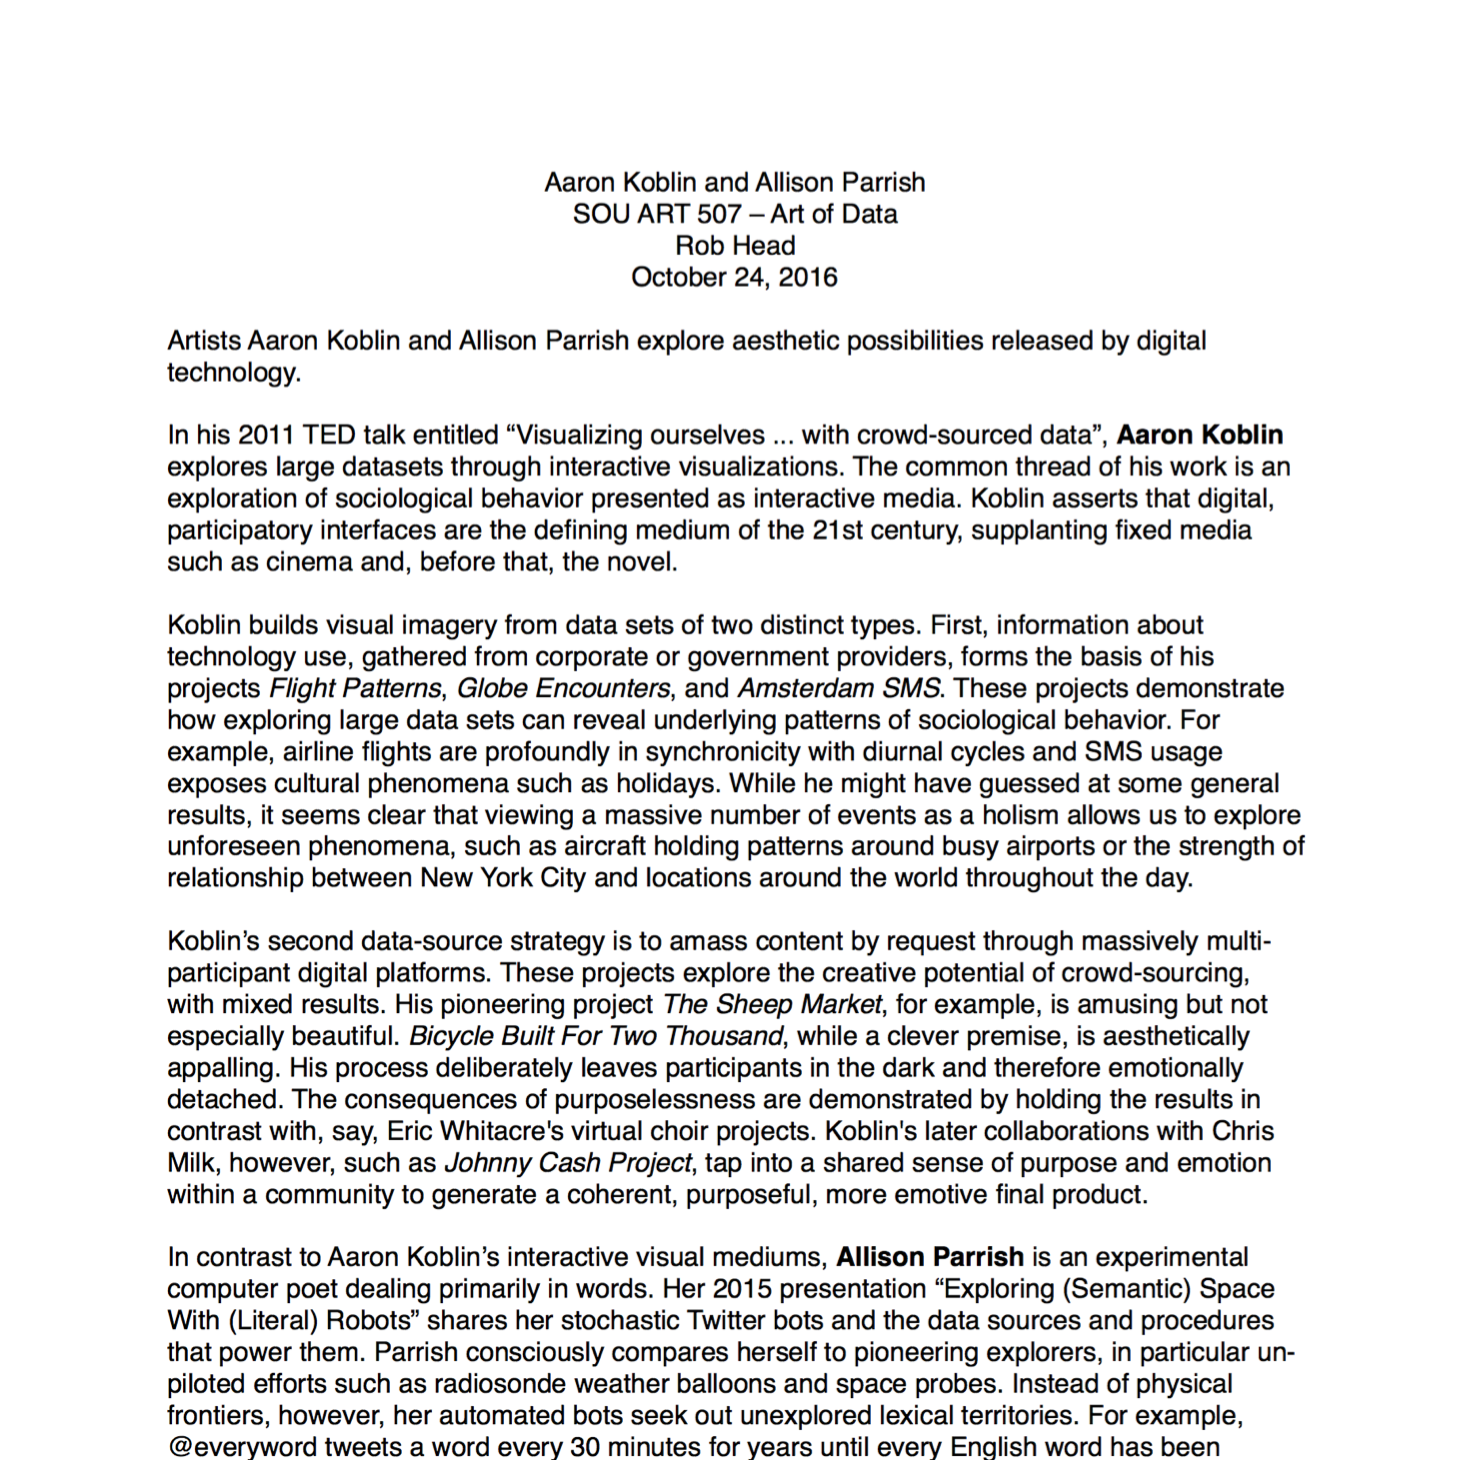 Aaron Koblin and Allison Parrish
SOU ART 507 – Art of Data
Rob Head
October 24, 2016
Artists Aaron Koblin and Allison Parrish explore aesthetic possibilities released by digital
technology.
In his 2011 TED talk entitled “Visualizing ourselves ... with crowd-sourced data”, Aaron Koblin
explores large datasets through interactive visualizations. The common thread of his work is an
exploration of sociological behavior presented as interactive media. Koblin asserts that digital,
participatory interfaces are the defining medium of the 21st century, supplanting fixed media
such as cinema and, before that, the novel.
Koblin builds visual imagery from data sets of two distinct types. First, information about
technology use, gathered from corporate or government providers, forms the basis of his
projects Flight Patterns, Globe Encounters, and Amsterdam SMS. These projects demonstrate
how exploring large data sets can reveal underlying patterns of sociological behavior. For
example, airline flights are profoundly in synchronicity with diurnal cycles and SMS usage
exposes cultural phenomena such as holidays. While he might have guessed at some general
results, it seems clear that viewing a massive number of events as a holism allows us to explore
unforeseen phenomena, such as aircraft holding patterns around busy airports or the strength of
relationship between New York City and locations around the world throughout the day.
Koblin’s second data-source strategy is to amass content by request through massively multi-
participant digital platforms. These projects explore the creative potential of crowd-sourcing,
with mixed results. His pioneering project The Sheep Market, for example, is amusing but not
especially beautiful. Bicycle Built For Two Thousand, while a clever premise, is aesthetically
appalling. His process deliberately leaves participants in the dark and therefore emotionally
detached. The consequences of purposelessness are demonstrated by holding the results in
contrast with, say, Eric Whitacre's virtual choir projects. Koblin's later collaborations with Chris
Milk, however, such as Johnny Cash Project, tap into a shared sense of purpose and emotion
within a community to generate a coherent, purposeful, more emotive final product.
In contrast to Aaron Koblin’s interactive visual mediums, Allison Parrish is an experimental
computer poet dealing primarily in words. Her 2015 presentation “Exploring (Semantic) Space
With (Literal) Robots” shares her stochastic Twitter bots and the data sources and procedures
that power them. Parrish consciously compares herself to pioneering explorers, in particular un-
piloted efforts such as radiosonde weather balloons and space probes. Instead of physical
frontiers, however, her automated bots seek out unexplored lexical territories. For example,
@everyword tweets a word every 30 minutes for years until every English word has been